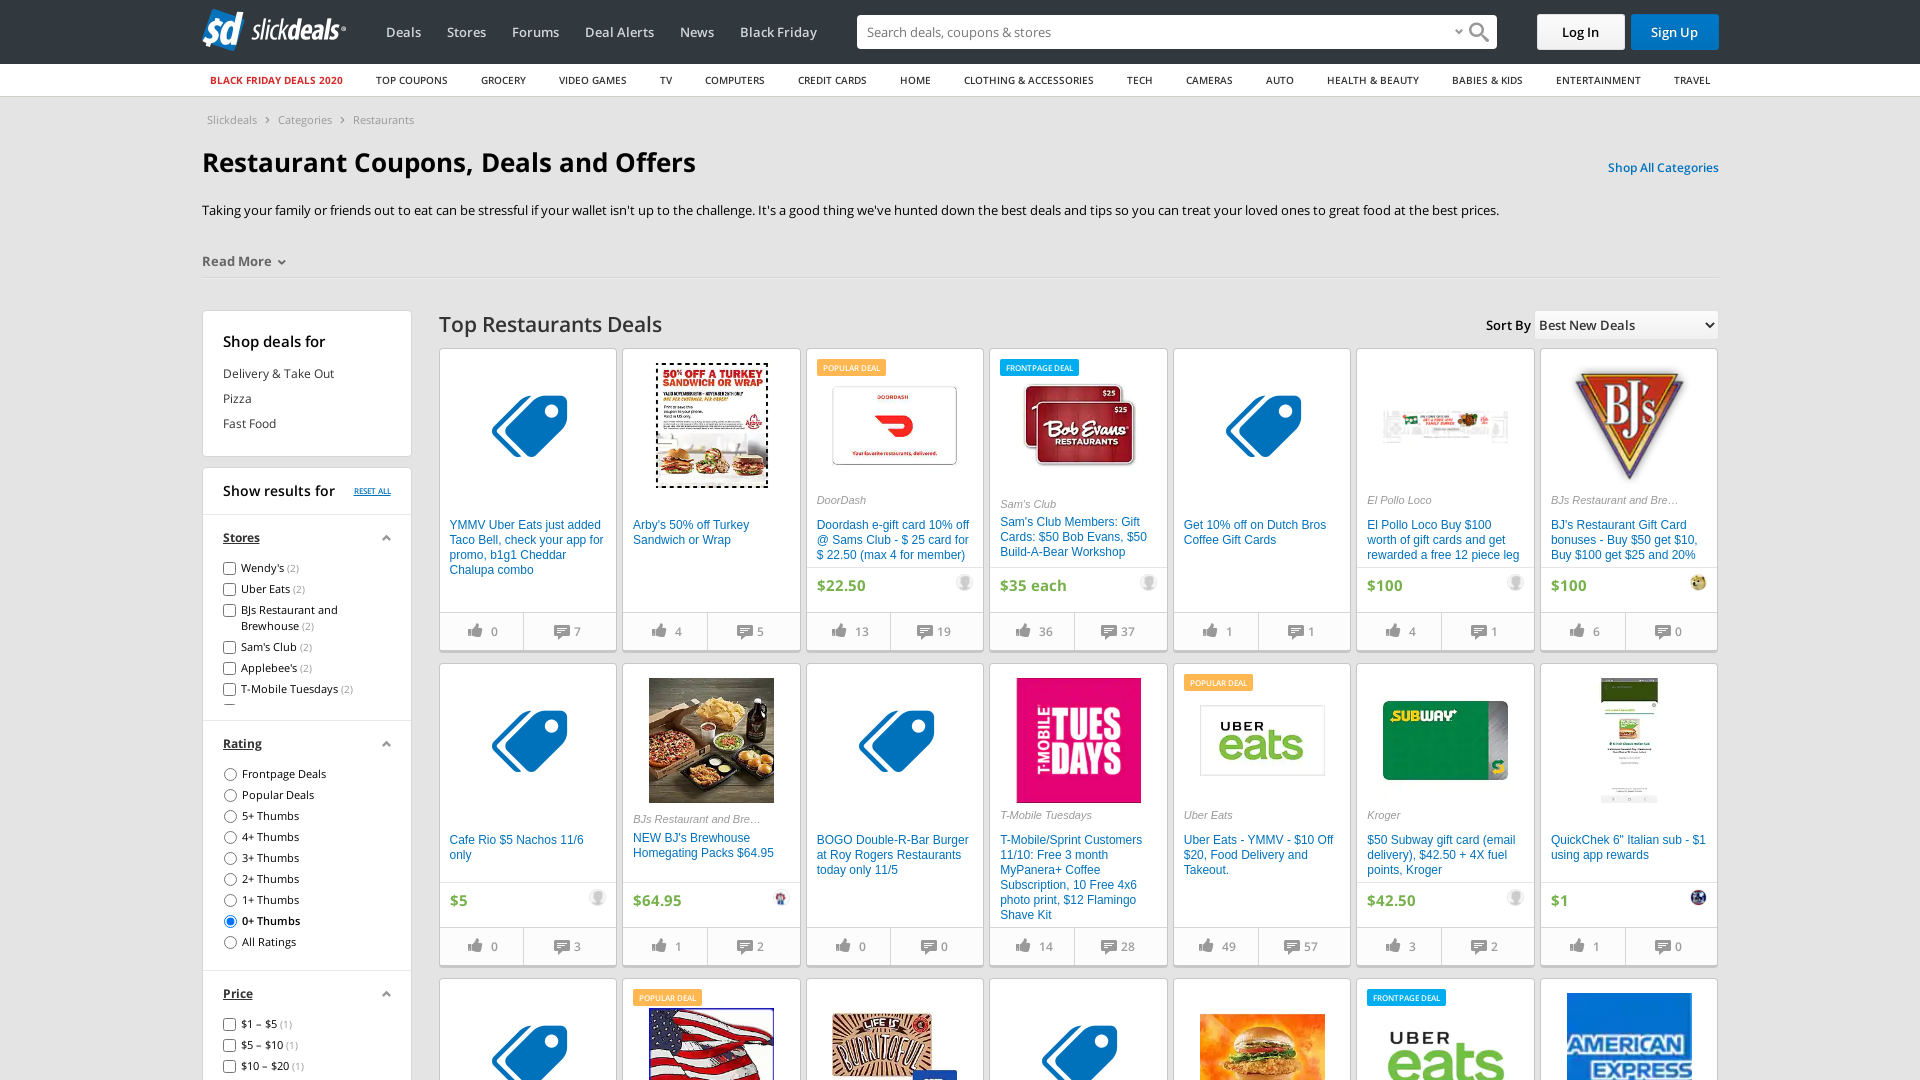 slickdeals
Deals
Stores
Forums
Deal Alerts
News
Black Friday
Search deals, coupons & stores
Log In
Sign Up
BLACK FRIDAY DEALS 2020
TOP COUPONS
GROCERY
VIDEO GAMES
TV
COMPUTERS
CREDIT CARDS
HOME
CLOTHING & ACCESSORIES
TECH
CAMERAS
AUTO
HEALTH & BEAUTY
BABIES & KIDS
ENTERTAINMENT
TRAVEL
Slickdeals > Categories > Restaurants
Restaurant Coupons, Deals and Offers
Shop All Categories
Taking your family or friends out to eat can be stressful if your wallet isn't up to the challenge. It's a good thing we've hunted down the best deals and tips so you can treat your loved ones to great food at the best prices.
Read More
Shop deals for
Delivery & Take Out
Pizza
Fast Food
Show results for
RESET ALL
Stores
Wendy's (2)
Uber Eats (2)
BJs Restaurant and
Brewhouse (2)
Sam's Club (2)
Applebee's (2)
T-Mobile Tuesdays (2)
Rating
Frontpage Deals
Popular Deals
5+ Thumbs
4+ Thumbs
3+ Thumbs
2+ Thumbs
1+ Thumbs
0+ Thumbs
All Ratings
Price
$1 – $5 (1)
$5 – $10 (1)
$10 – $20 (1)
Top Restaurants Deals
Sort By
Best New Deals
YMMV Uber Eats just added
Taco Bell, check your app for
promo, b1g1 Cheddar
Chalupa combo
0
7
50% OFF A TURKEY
SANDWICH OR WRAP
Arby's 50% off Turkey
Sandwich or Wrap
4
5
POPULAR DEAL
DOORDASH
Your favorite restaurants, delivered.
DoorDash
Doordash e-gift card 10% off
@ Sams Club - $ 25 card for
$ 22.50 (max 4 for member)
$22.50
13
19
FRONTPAGE DEAL
$25
$25
Bob Evans
RESTAURANTS
Sam's Club
Sam's Club Members: Gift
Cards: $50 Bob Evans, $50
Build-A-Bear Workshop
$35 each
36
37
Get 10% off on Dutch Bros
Coffee Gift Cards
1
1
El Pollo Loco
El Pollo Loco Buy $100
worth of gift cards and get
rewarded a free 12 piece leg
$100
4
1
BJ's
BJs Restaurant and Bre…
BJ's Restaurant Gift Card
bonuses - Buy $50 get $10,
Buy $100 get $25 and 20%
$100
6
0
Cafe Rio $5 Nachos 11/6
only
$5
0
3
BJs Restaurant and Bre…
NEW BJ's Brewhouse
Homegating Packs $64.95
$64.95
1
2
BOGO Double-R-Bar Burger
at Roy Rogers Restaurants
today only 11/5
0
0
T-MOBILE
TUES
DAYS
T-Mobile Tuesdays
T-Mobile/Sprint Customers
11/10: Free 3 month
MyPanera+ Coffee
Subscription, 10 Free 4x6
photo print, $12 Flamingo
Shave Kit
14
28
POPULAR DEAL
UBER
eats
Uber Eats
Uber Eats - YMMV - $10 Off
$20, Food Delivery and
Takeout.
49
57
SUBWAY
Kroger
$50 Subway gift card (email
delivery), $42.50 + 4X fuel
points, Kroger
$42.50
3
2
QuickChek 6" Italian sub - $1
using app rewards
$1
1
0
POPULAR DEAL
LIFE IS
BURRITOFUL
FRONTPAGE DEAL
UBER
eats
AMERICAN
EXPRESS